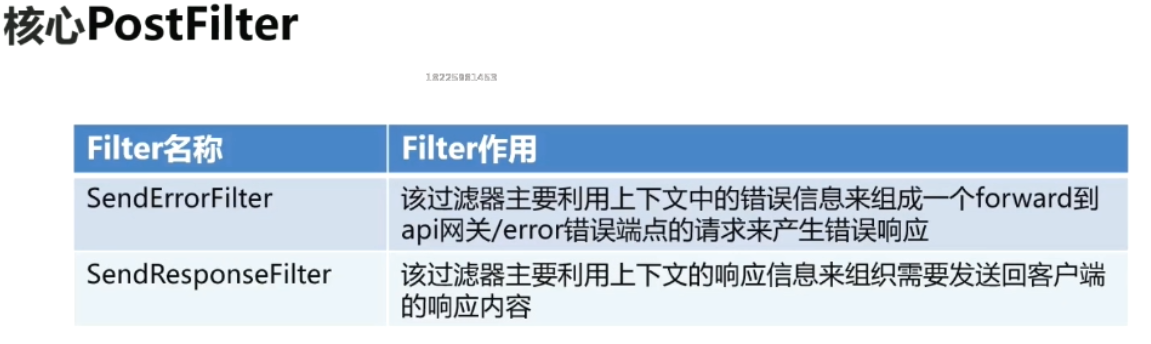 核心PostFilter
18225081453
Filter名称
Filter作用
SendErrorFilter
该过滤器主要利用上下文中的错误信息来组成一个forward到
api网关/error错误端点的请求来产生错误响应
SendResponseFilter
该过滤器主要利用上下文的响应信息来组织需要发送回客户端
的响应内容